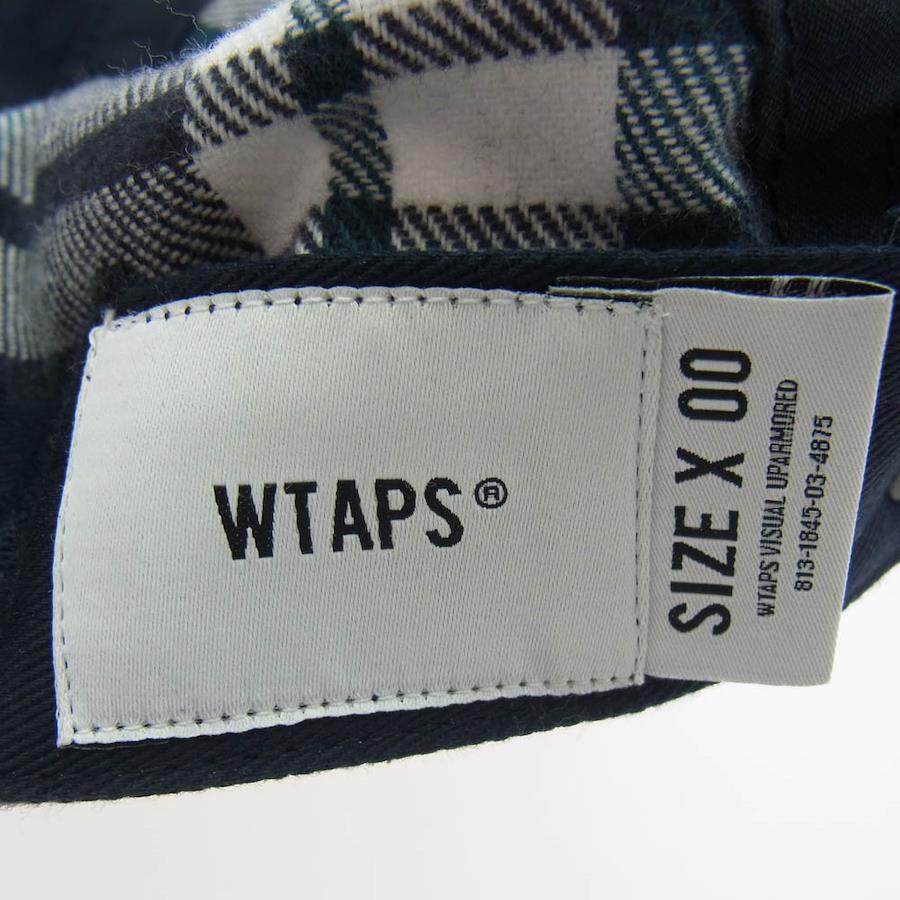 WTAPS®
SIZE X 00
WTAPS VISUAL UPARMORED
813-1845-03-4875